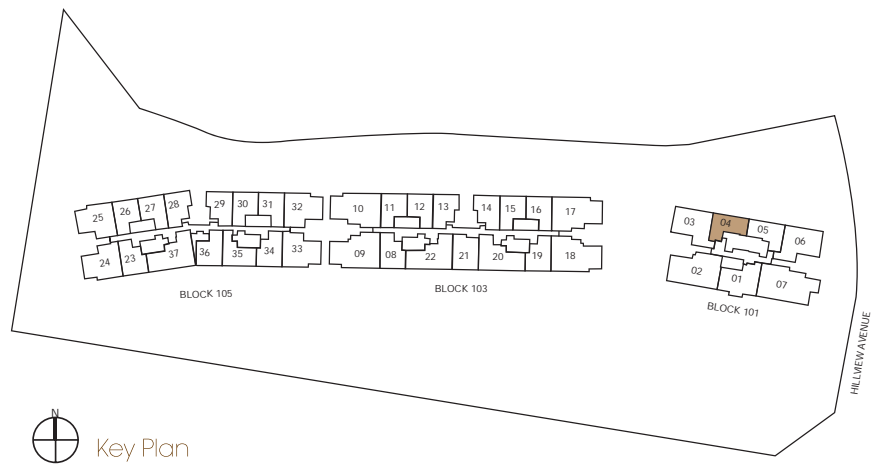 25 26 27 28 29 30 31 32 10 11 12 13 14 15 16 17 03 04 05 06
24 23 37 36 35 34 33 09 08 22 21 20 19 18 02 01 07
BLOCK 105 BLOCK 103 BLOCK 101
HILLVIEW AVENUE
N
Key Plan